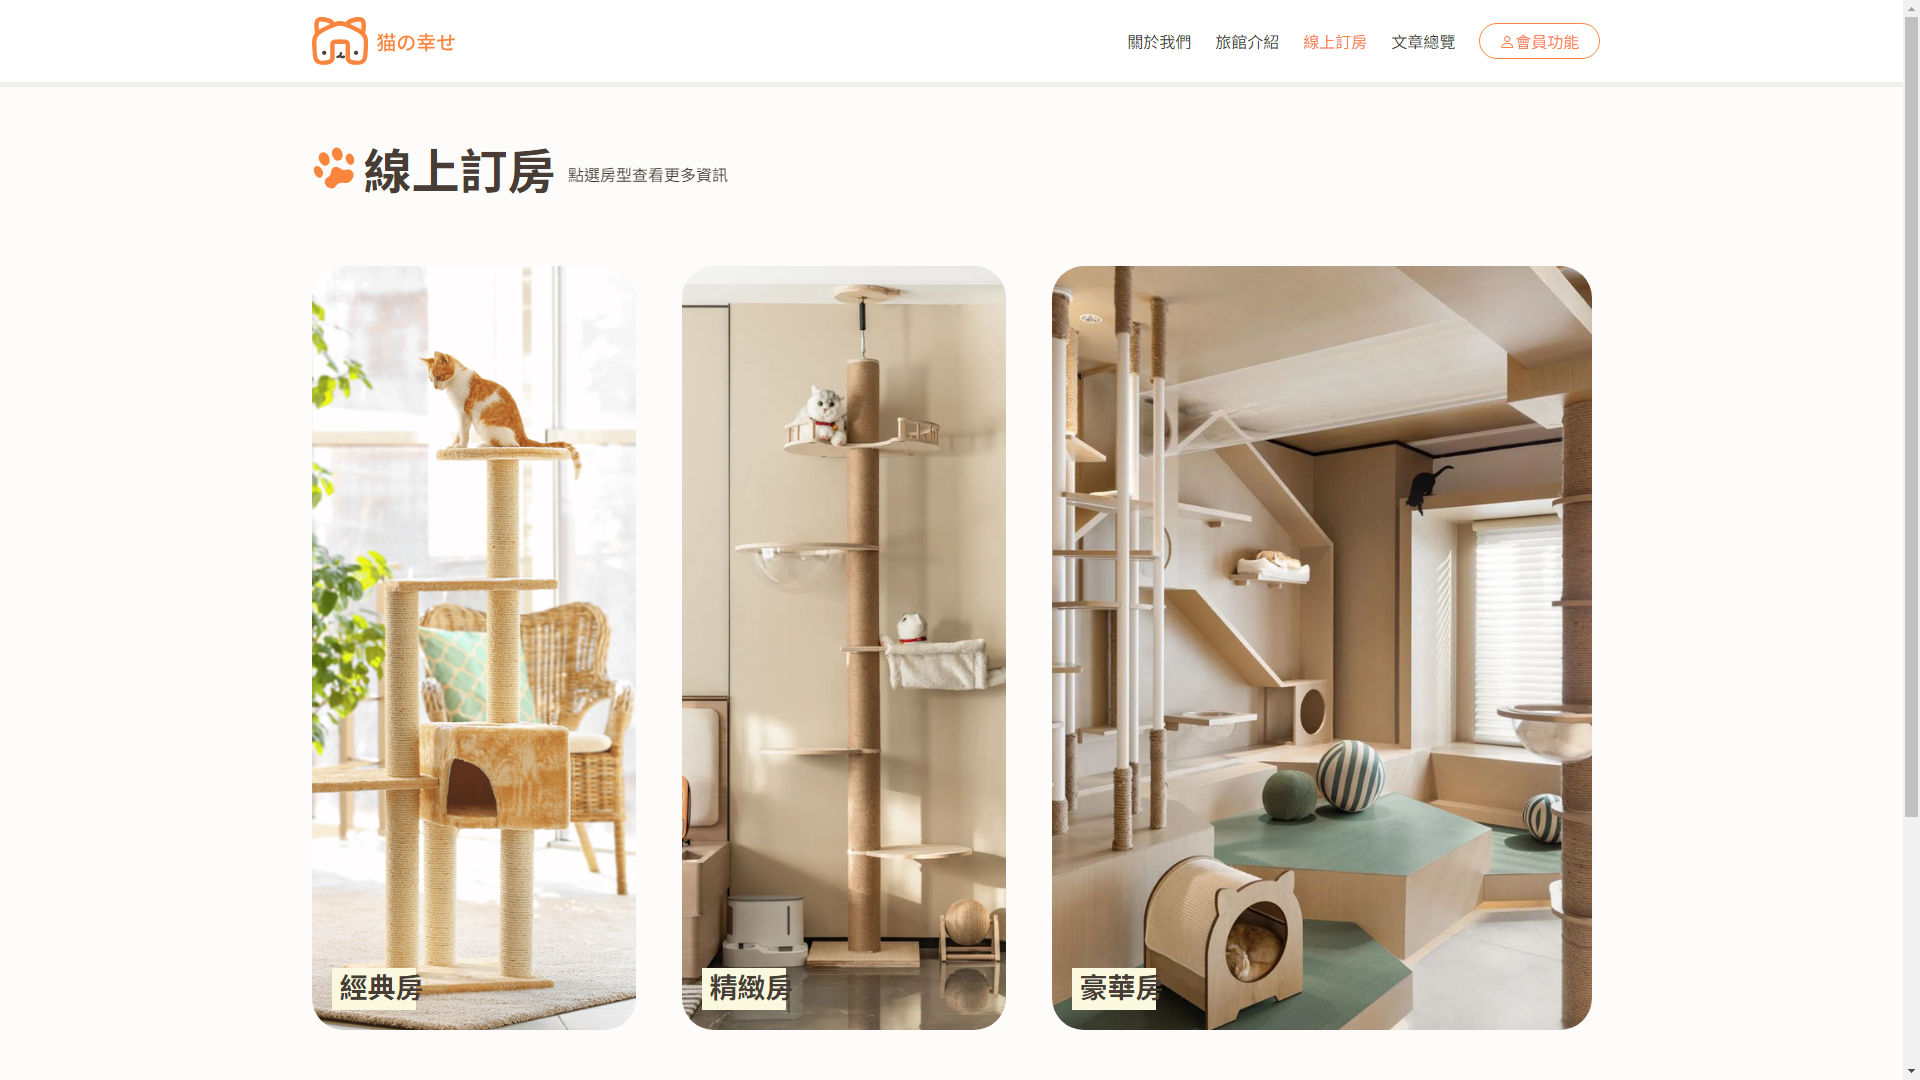 猫の幸せ
關於我們
旅館介紹
線上訂房
文章總覽
會員功能
線上訂房
點選房型查看更多資訊
經典房
精緻房
豪華房